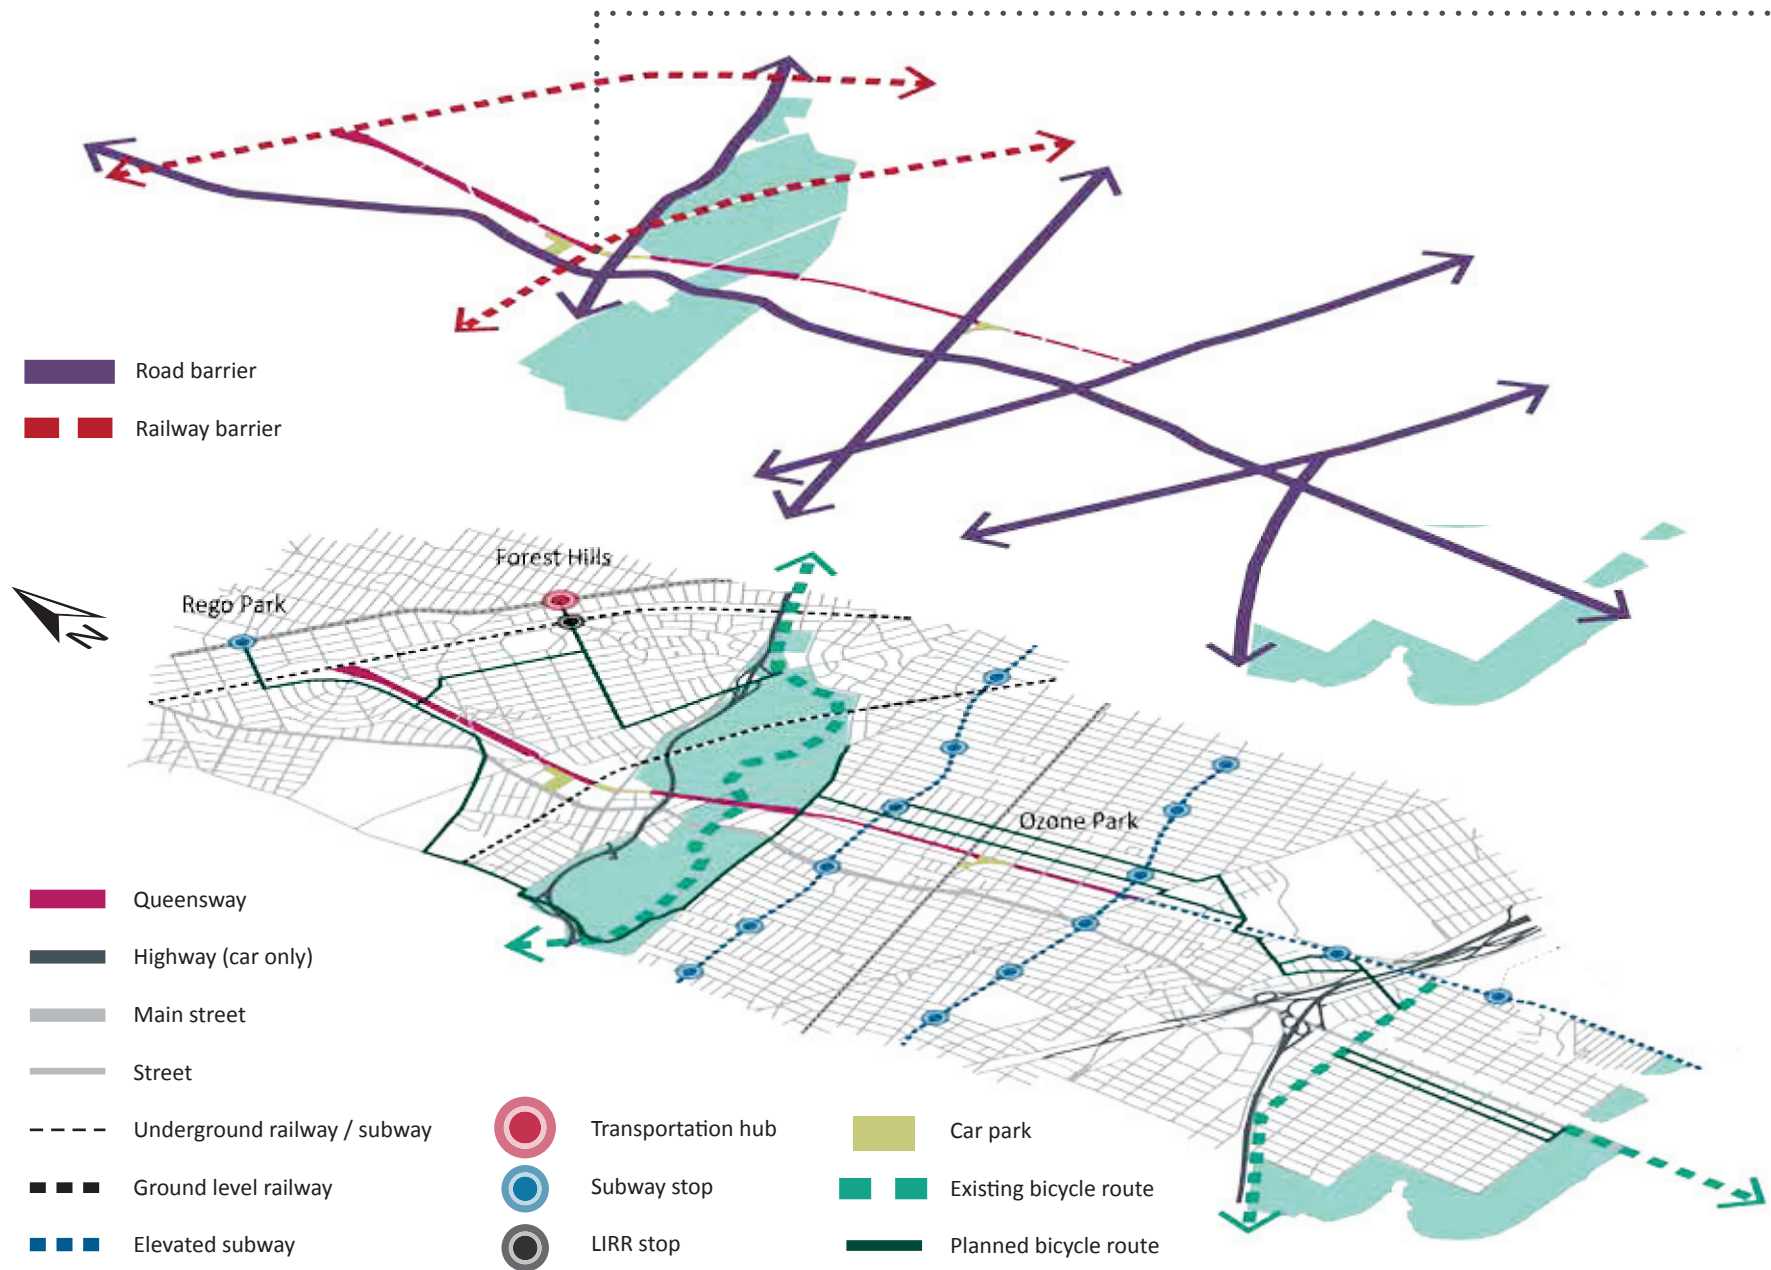 Road barrier
Railway barrier
Forest Hills
Rego Park
N
Ozone Park
Queensway
Highway (car only)
Main street
Street
Underground railway / subway
Ground level railway
Elevated subway
Transportation hub
Subway stop
LIRR stop
Car park
Existing bicycle route
Planned bicycle route